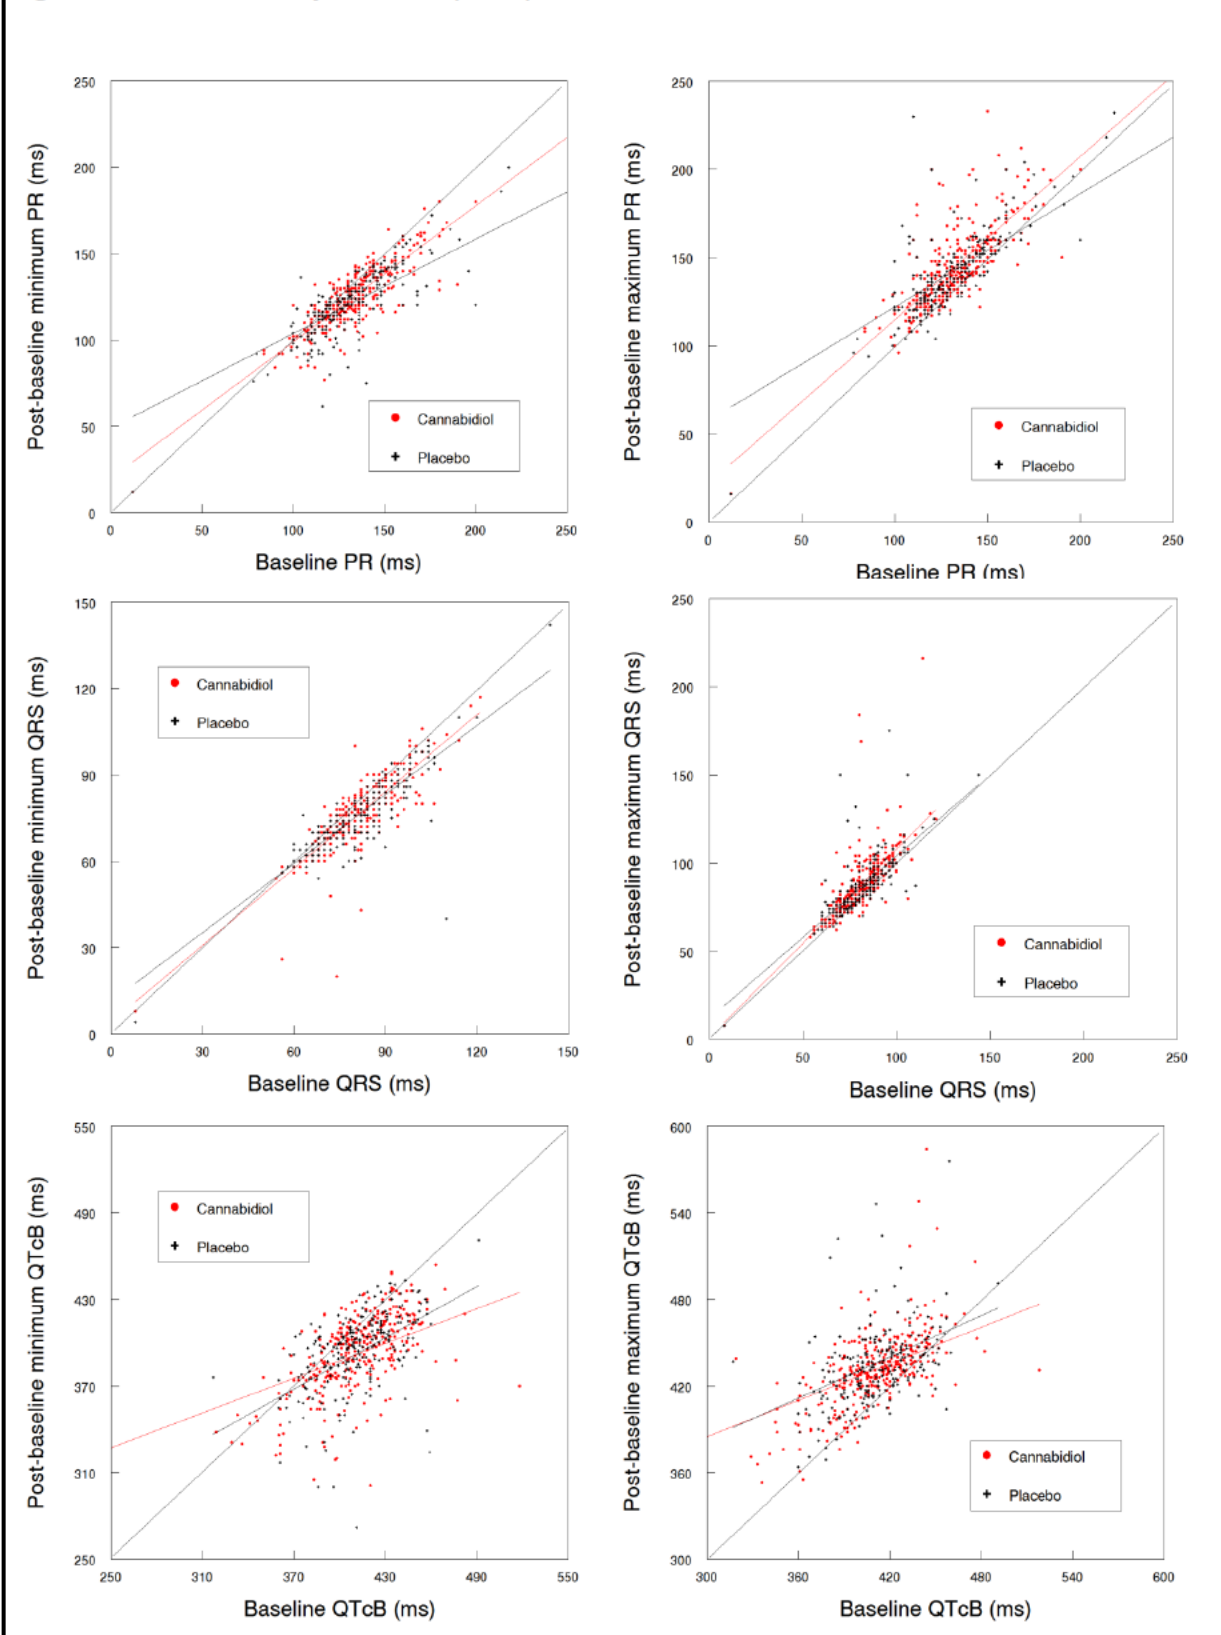 250
200
150
100
50
0
Post-baseline minimum PR (ms)
Cannabidiol
Placebo
0 50 100 150 200 250
Baseline PR (ms)
250
200
150
100
50
0
Post-baseline maximum PR (ms)
Cannabidiol
Placebo
0 50 100 150 200 250
Baseline PR (ms)
150
120
90
60
30
0
Post-baseline minimum QRS (ms)
Cannabidiol
Placebo
0 30 60 90 120 150
Baseline QRS (ms)
250
200
150
100
50
0
Post-baseline maximum QRS (ms)
Cannabidiol
Placebo
0 50 100 150 200 250
Baseline QRS (ms)
550
490
430
370
310
250
Post-baseline minimum QTcB (ms)
Cannabidiol
Placebo
250 310 370 430 490 550
Baseline QTcB (ms)
600
540
480
420
360
300
Post-baseline maximum QTcB (ms)
Cannabidiol
Placebo
300 360 420 480 540 600
Baseline QTcB (ms)